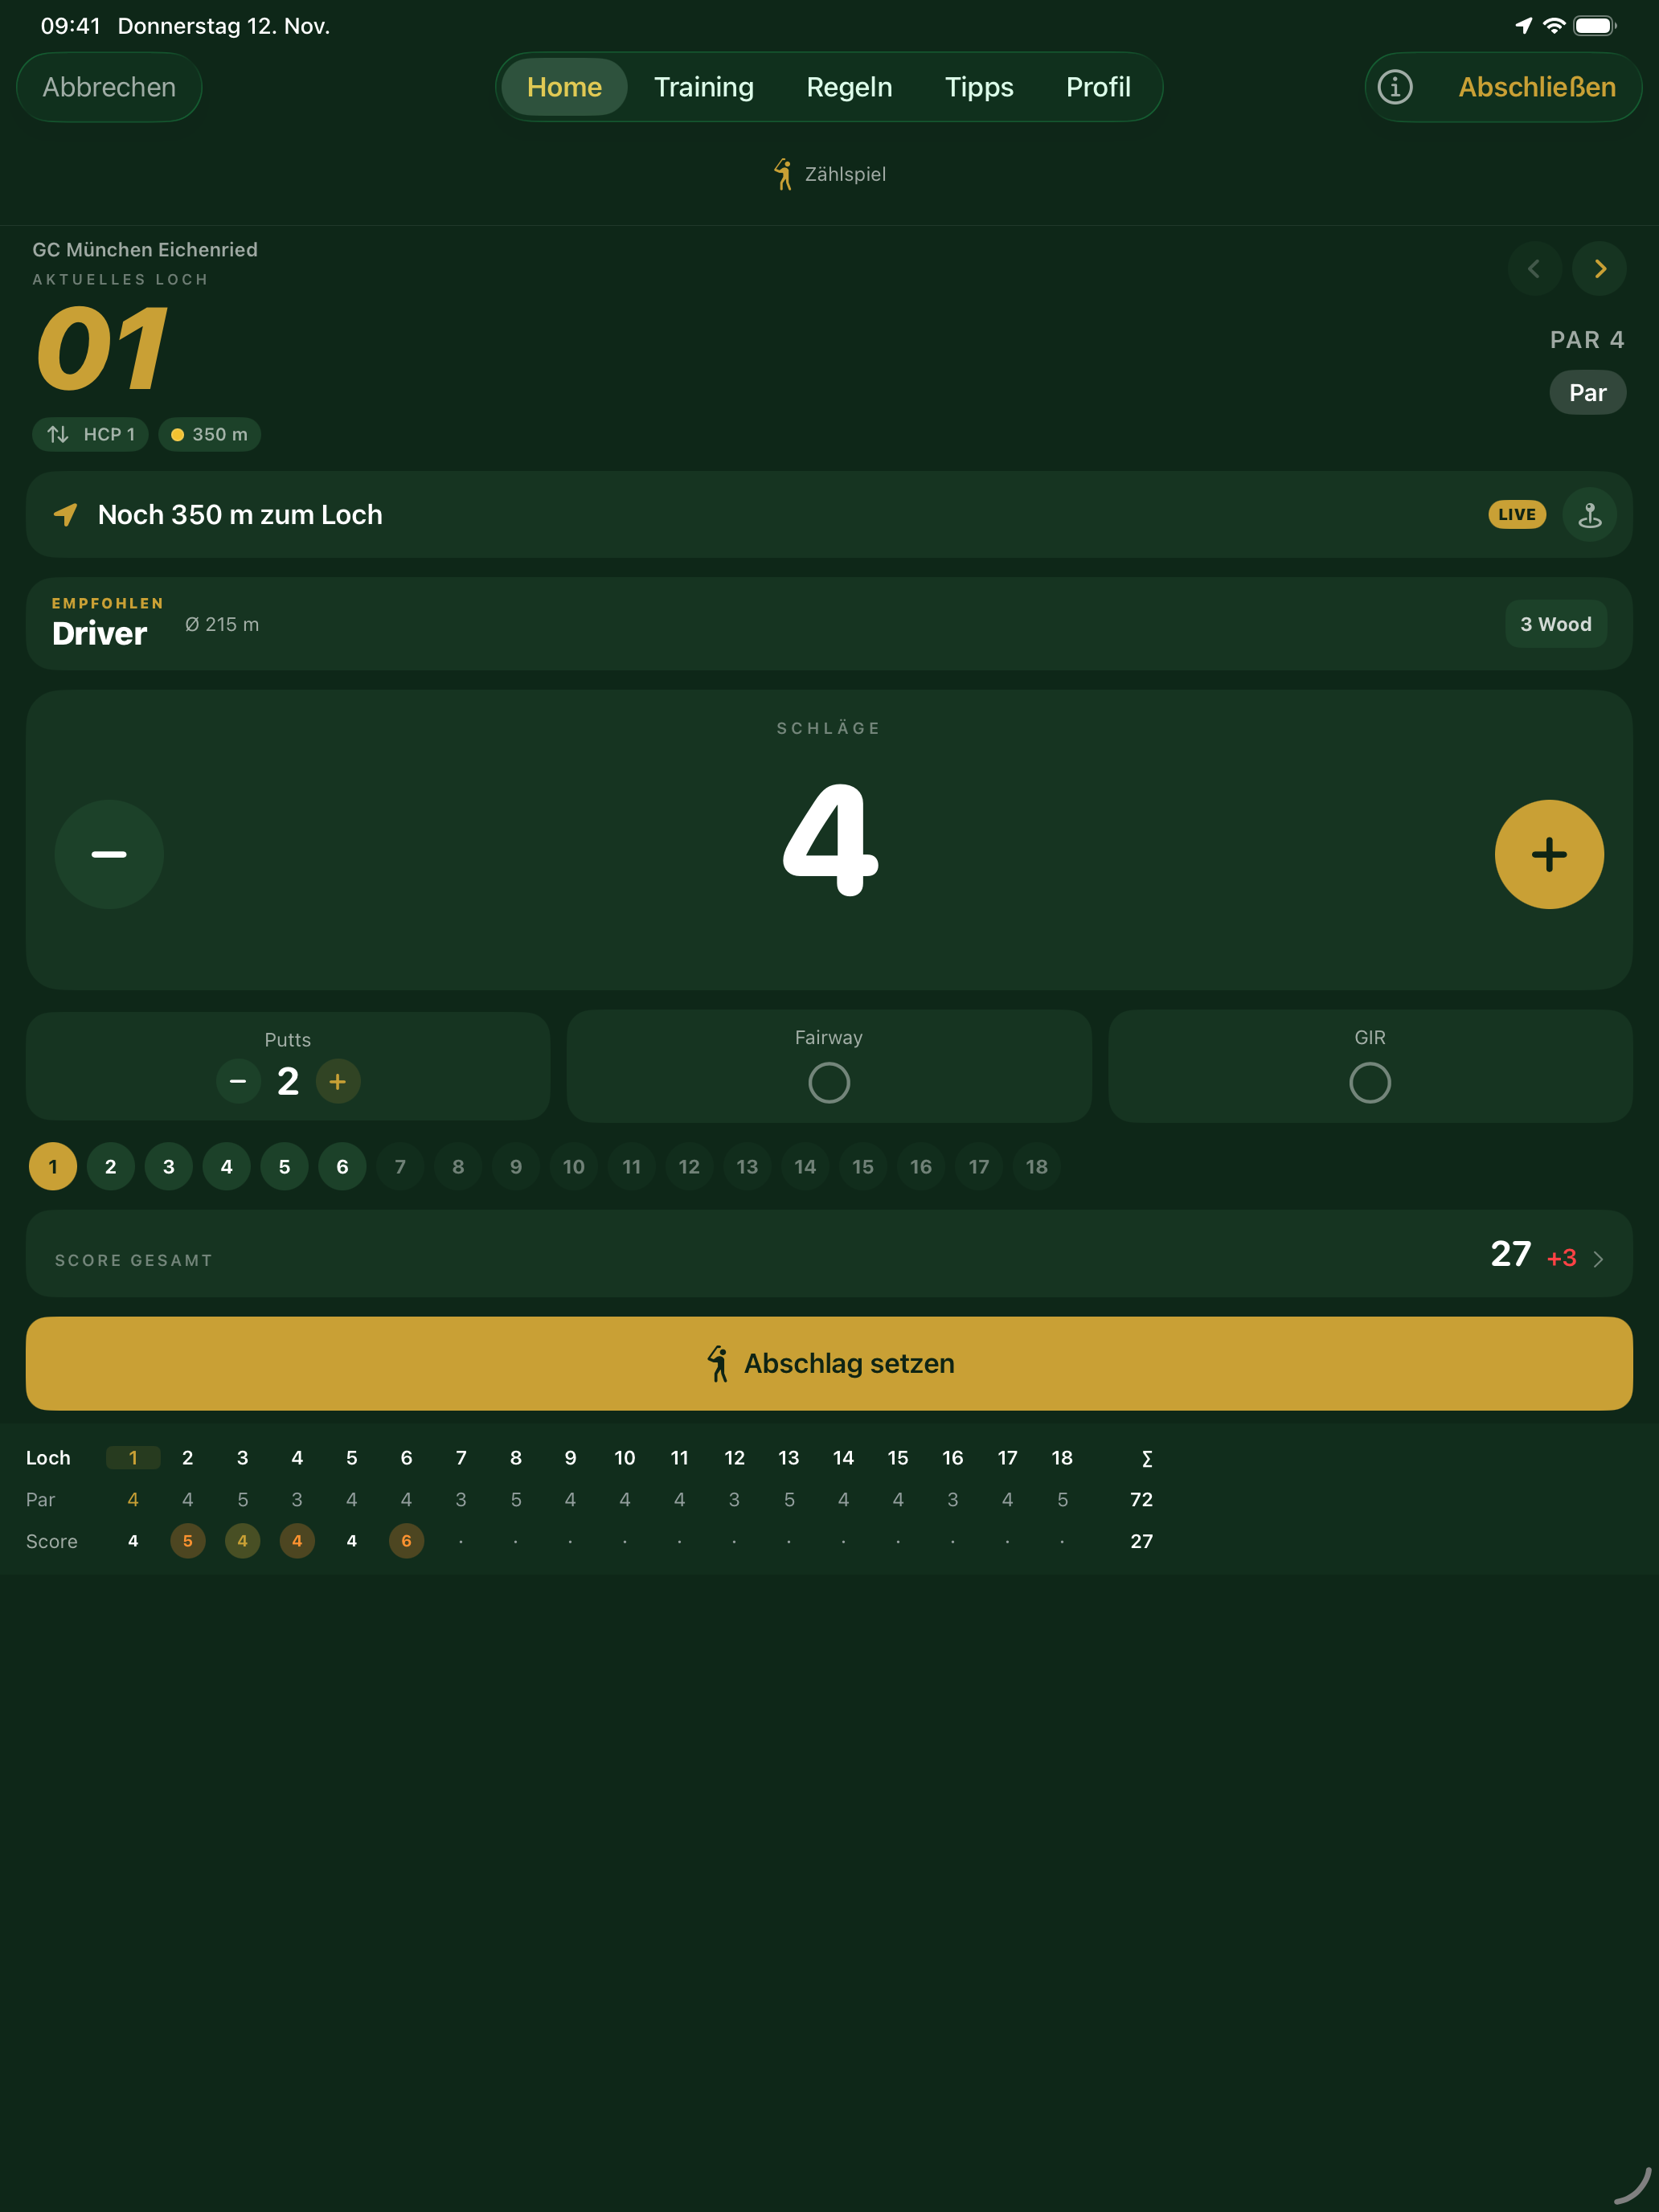 09:41 Donnerstag 12. Nov.
Abbrechen
Home Training Regeln Tipps Profil
Abschließen
Zählspiel
GC München Eichenried
AKTUELLES LOCH
01
PAR 4
Par
HCP 1 350 m
Noch 350 m zum Loch
LIVE
EMPFOHLEN
Driver Ø 215 m
3 Wood
SCHLÄGE
− 4 +
Putts
− 2 +
Fairway
GIR
1 2 3 4 5 6 7 8 9 10 11 12 13 14 15 16 17 18
SCORE GESAMT 27 +3
Abschlag setzen
Loch 1 2 3 4 5 6 7 8 9 10 11 12 13 14 15 16 17 18 Σ
Par 4 4 5 3 4 4 3 5 4 4 4 3 5 4 4 3 4 5 72
Score 4 5 4 4 4 6 · · · · · · · · · · · · 27